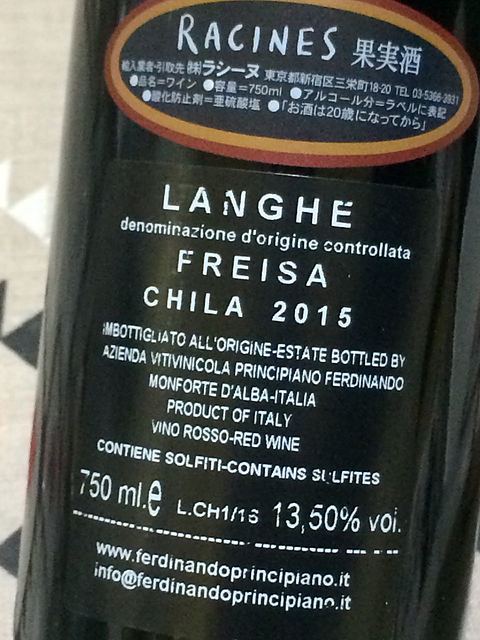 RACINES 果実酒
輸入業者・引取先 ㈱ラシーヌ 東京都新宿区三栄町18-20 TEL 03-5366-3931
●品名=ワイン ●容量=750ml ●アルコール分=ラベルに表記
●酸化防止剤=亜硫酸塩 ●「お酒は20歳になってから」
LANGHE
denominazione d'origine controllata
FREISA
CHILA 2015
IMBOTTIGLIATO ALL'ORIGINE-ESTATE BOTTLED BY
AZIENDA VITIVINICOLA PRINCIPIANO FERDINANDO
MONFORTE D'ALBA-ITALIA
PRODUCT OF ITALY
VINO ROSSO-RED WINE
CONTIENE SOLFITI-CONTAINS SULFITES
750 ml.e L.CH1/16 13,50% vol.
www.ferdinandoprincipiano.it
info@ferdinandoprincipiano.it